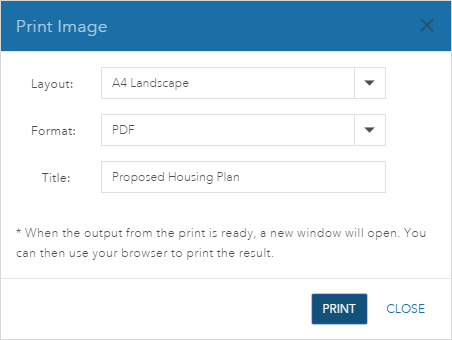 Print Image
Layout: A4 Landscape
Format: PDF
Title: Proposed Housing Plan
* When the output from the print is ready, a new window will open. You
can then use your browser to print the result.
PRINT CLOSE